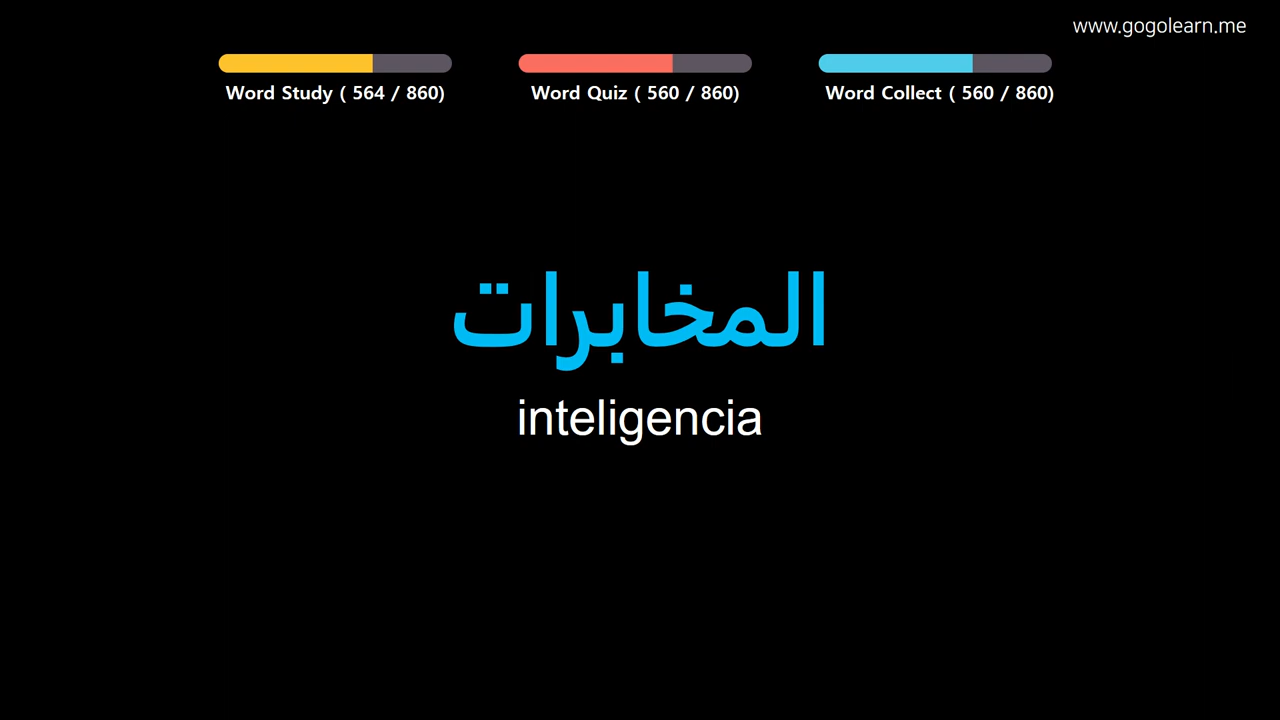 www.gogolearn.me
Word Study ( 564 / 860)
Word Quiz ( 560 / 860)
Word Collect ( 560 / 860)
المخابرات
inteligencia